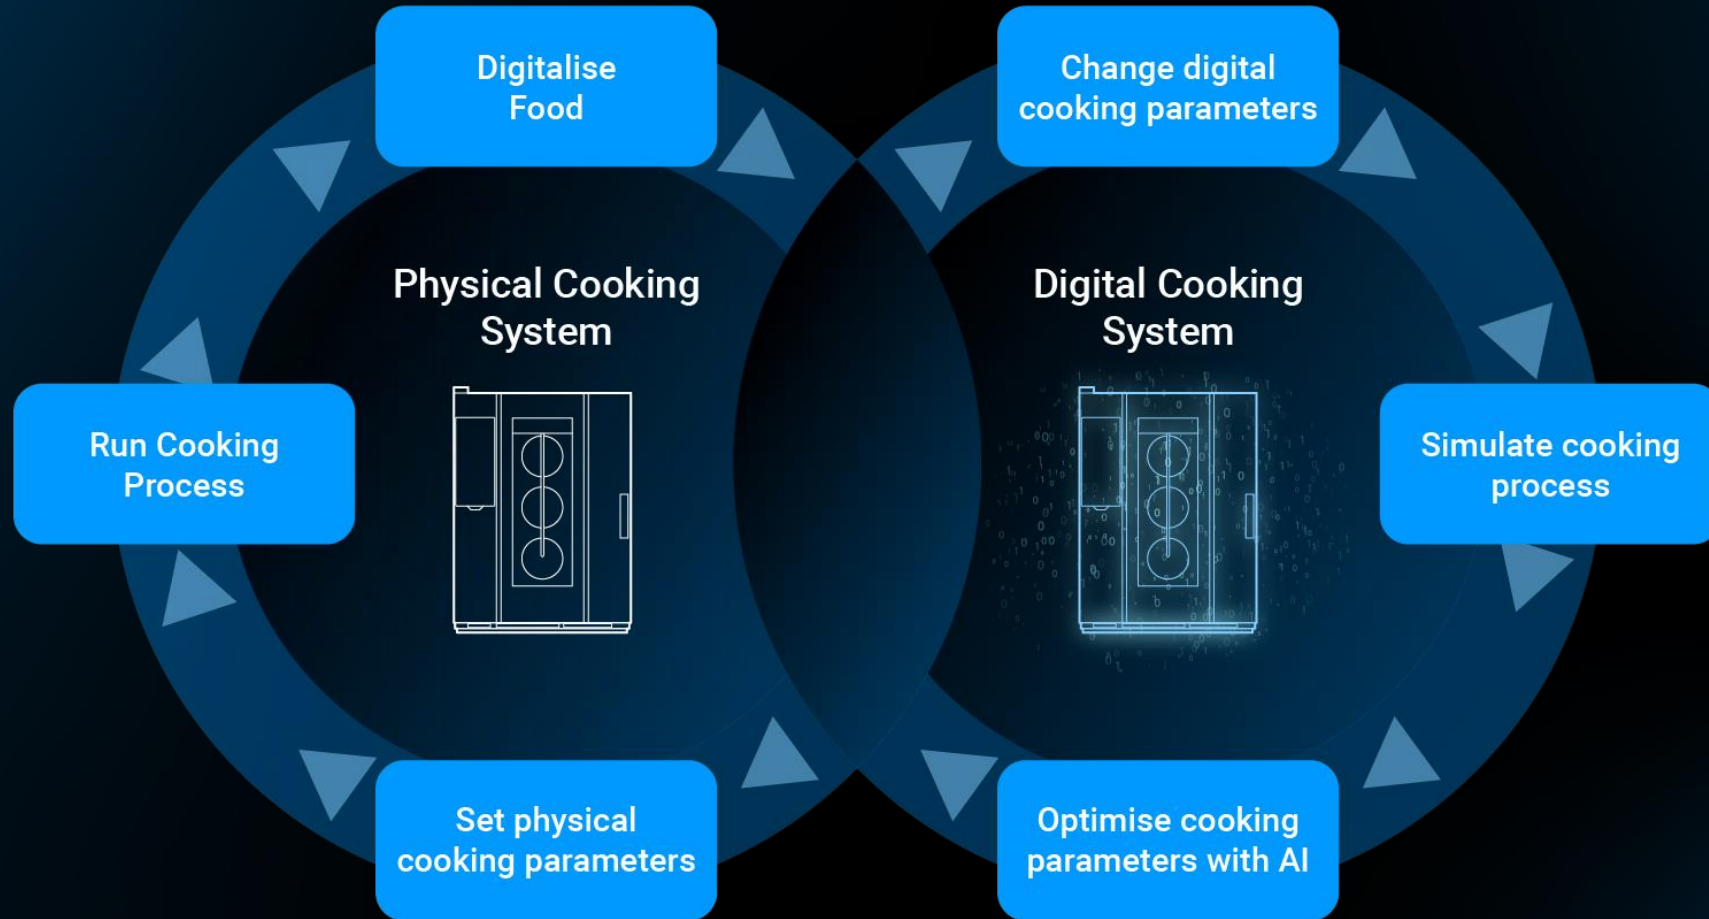 Digitalise
Food
Change digital
cooking parameters
Physical Cooking
System
Digital Cooking
System
Run Cooking
Process
Simulate cooking
process
Set physical
cooking parameters
Optimise cooking
parameters with AI